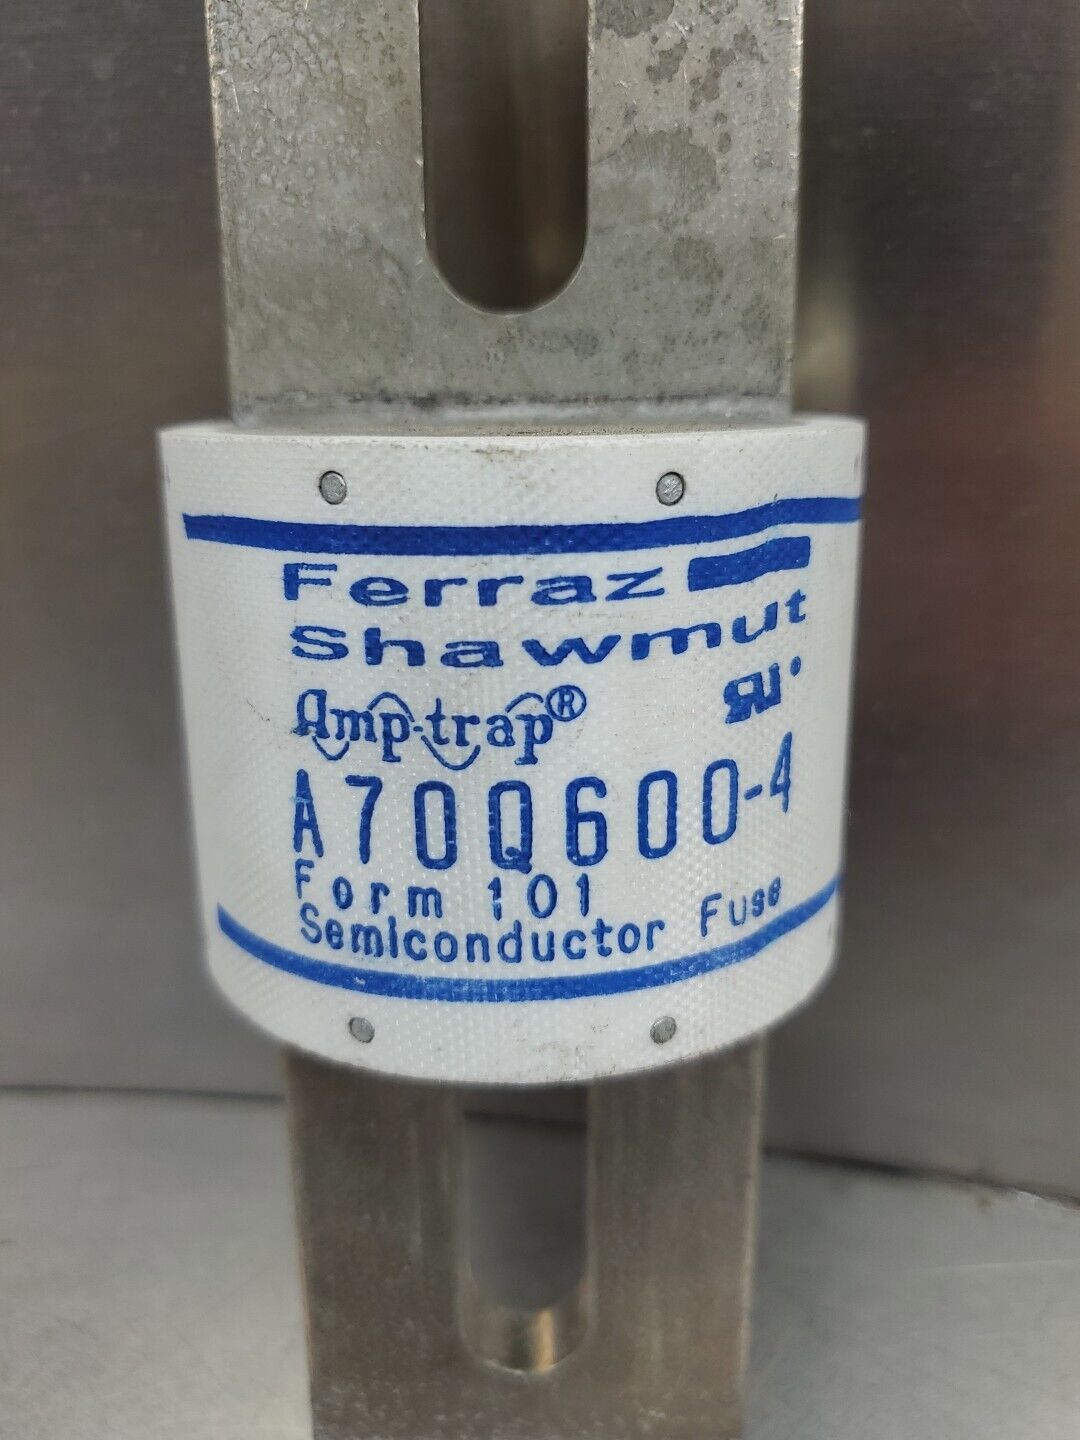 Ferraz
Shawmut
Amp-trap®
A70Q600-4
Form 101
Semiconductor Fuse